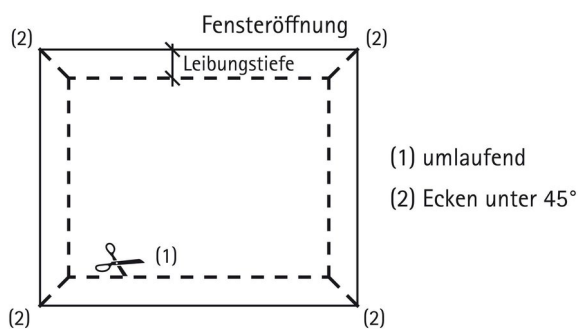 Fensteröffnung
(2) (2)
Leibungstiefe
(1) umlaufend
(2) Ecken unter 45°
(1)
(2) (2)